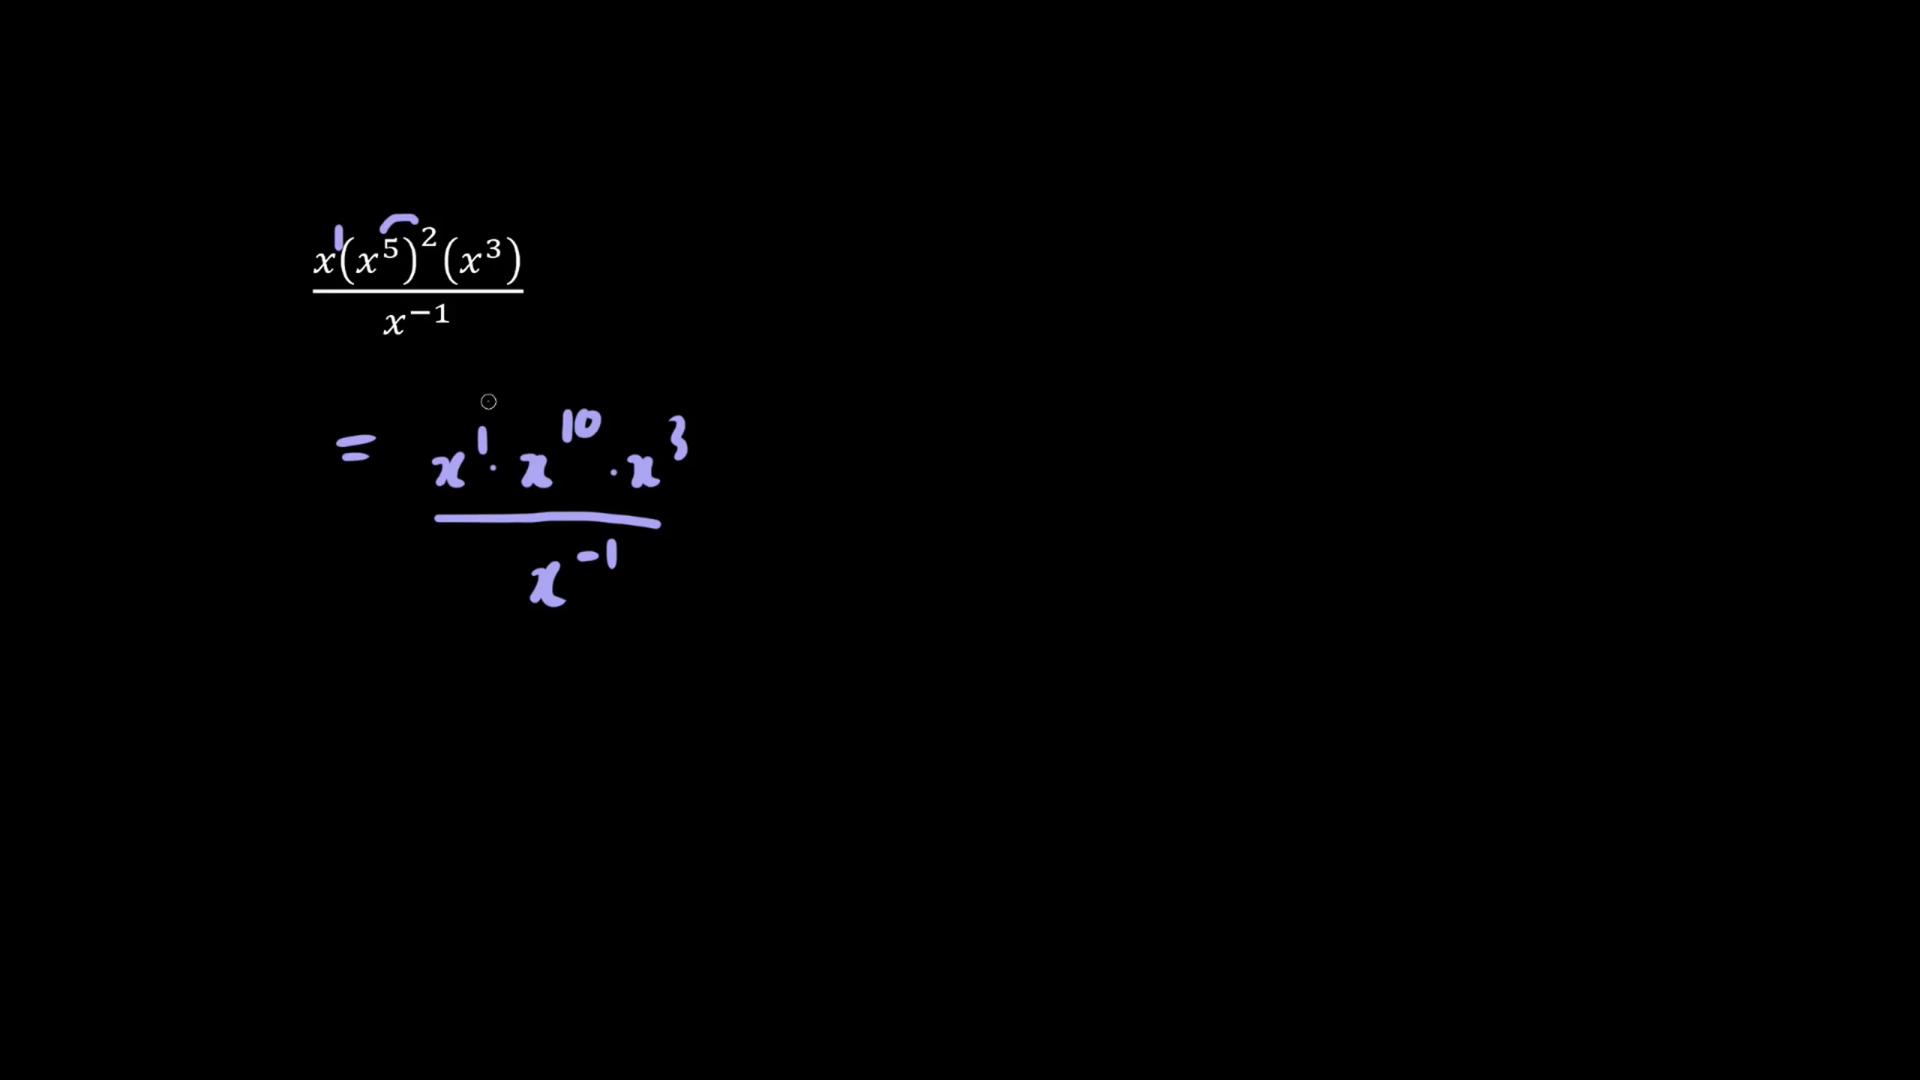 x¹(x⁵)²(x³)
x⁻¹
= x¹ · x¹⁰ · x³
x⁻¹